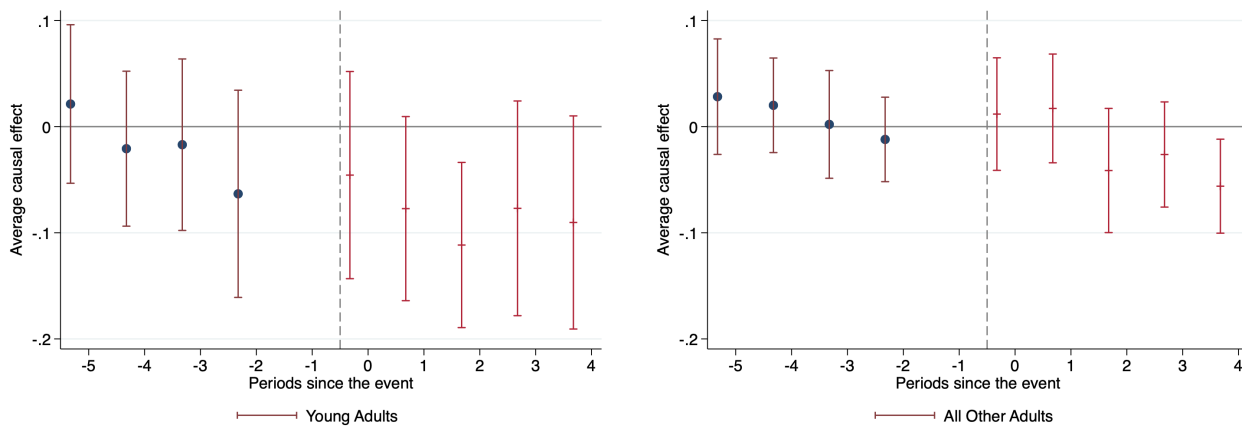 .1
0
-.1
-.2
Average causal effect
-5 -4 -3 -2 -1 0 1 2 3 4
Periods since the event
Young Adults
.1
0
-.1
-.2
Average causal effect
-5 -4 -3 -2 -1 0 1 2 3 4
Periods since the event
All Other Adults